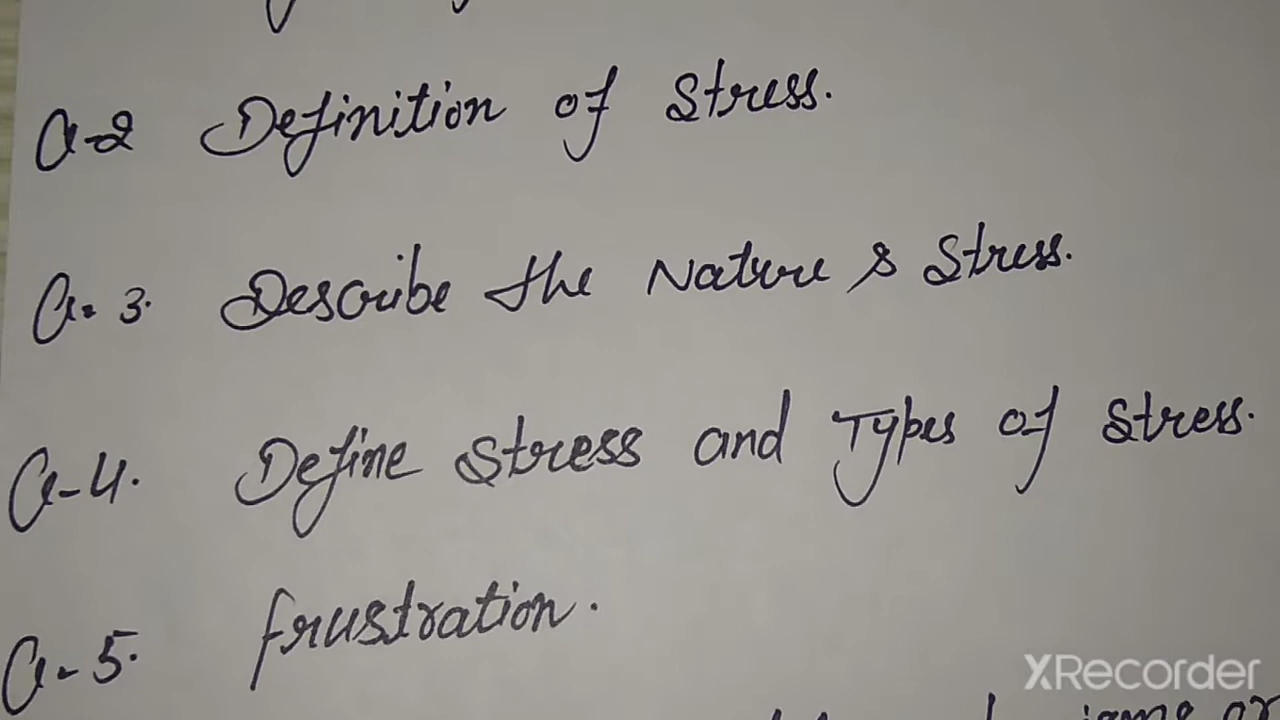 Q-2 Definition of Stress.
Q. 3. Describe the Nature & Stress.
Q-4. Define Stress and Types of Stress.
Q-5. frustration.
XRecorder